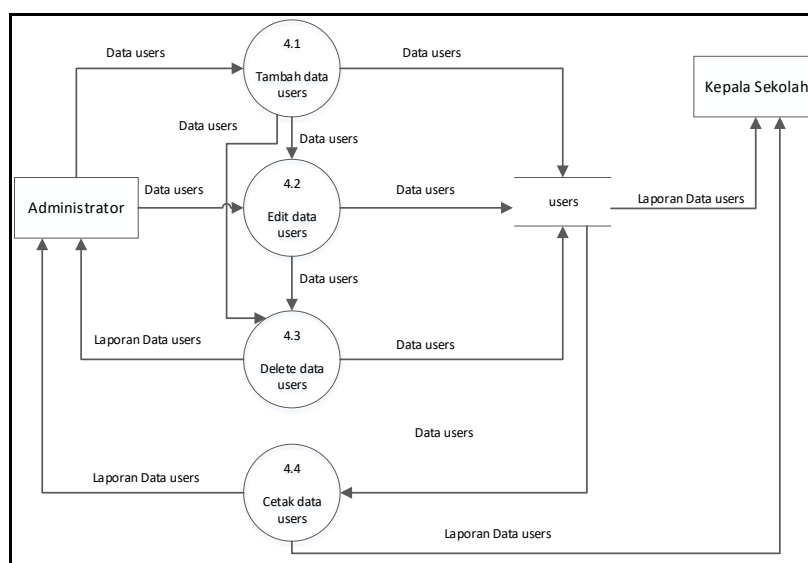 4.1
Tambah data
users
Data users
Data users
Kepala Sekolah
Data users
Data users
Administrator
Data users
4.2
Edit data
users
Data users
users
Laporan Data users
Data users
4.3
Delete data
users
Laporan Data users
Data users
Data users
4.4
Cetak data
users
Laporan Data users
Laporan Data users